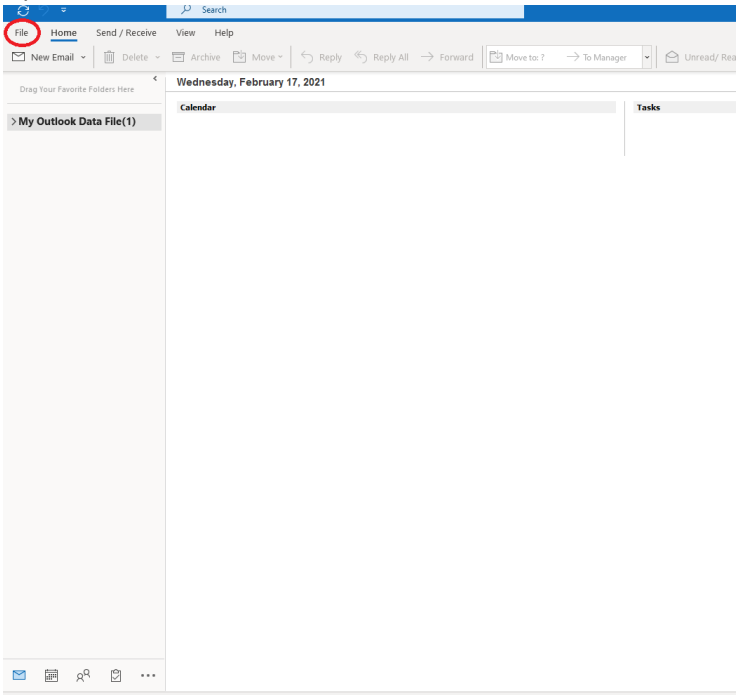 Search
File Home Send / Receive View Help
New Email Delete Archive Move Reply Reply All Forward Move to: ? To Manager Unread/ Rea
Drag Your Favorite Folders Here
Wednesday, February 17, 2021
Calendar Tasks
My Outlook Data File(1)